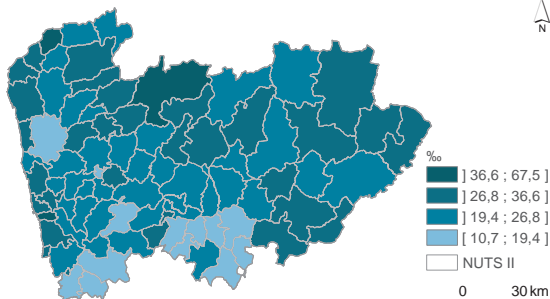 N
‰
] 36,6 ; 67,5 ]
] 26,8 ; 36,6 ]
] 19,4 ; 26,8 ]
[ 10,7 ; 19,4 ]
NUTS II
0 30 km